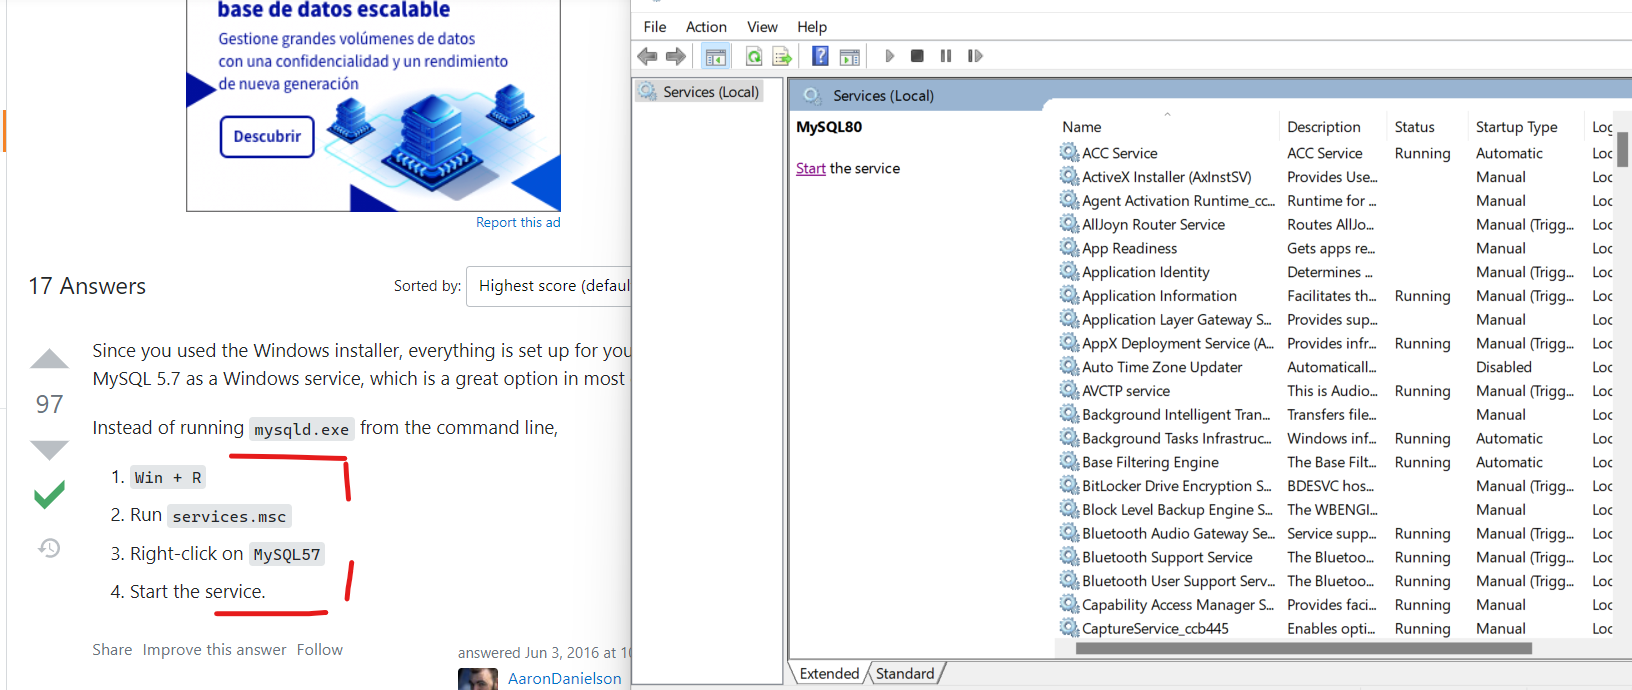 base de datos escalable
Gestione grandes volúmenes de datos
con una confidencialidad y un rendimiento
de nueva generación
Descubrir
Report this ad
17 Answers
Sorted by:
Highest score (defaul
Since you used the Windows installer, everything is set up for you
MySQL 5.7 as a Windows service, which is a great option in most
97
Instead of running mysqld.exe from the command line,
1. Win + R
2. Run services.msc
3. Right-click on MySQL57
4. Start the service.
Share Improve this answer Follow
answered Jun 3, 2016 at 1
AaronDanielson
File Action View Help
Services (Local)
Services (Local)
MySQL80
Start the service
Name Description Status Startup Type Log
ACC Service ACC Service Running Automatic Loc
ActiveX Installer (AxInstSV) Provides Use... Manual Loc
Agent Activation Runtime_cc... Runtime for ... Manual Loc
AllJoyn Router Service Routes AllJo... Manual (Trigg... Loc
App Readiness Gets apps re... Manual Loc
Application Identity Determines ... Manual (Trigg... Loc
Application Information Facilitates th... Running Manual (Trigg... Loc
Application Layer Gateway S... Provides sup... Manual Loc
AppX Deployment Service (A... Provides infr... Running Manual (Trigg... Loc
Auto Time Zone Updater Automaticall... Disabled Loc
AVCTP service This is Audio... Running Manual (Trigg... Loc
Background Intelligent Tran... Transfers file... Manual Loc
Background Tasks Infrastruc... Windows inf... Running Automatic Loc
Base Filtering Engine The Base Filt... Running Automatic Loc
BitLocker Drive Encryption S... BDESVC hos... Manual (Trigg... Loc
Block Level Backup Engine S... The WBENGI... Manual Loc
Bluetooth Audio Gateway Se... Service supp... Running Manual (Trigg... Loc
Bluetooth Support Service The Bluetoo... Running Manual (Trigg... Loc
Bluetooth User Support Serv... The Bluetoo... Running Manual (Trigg... Loc
Capability Access Manager S... Provides faci... Running Manual Loc
CaptureService_ccb445 Enables opti... Running Manual Loc
Extended Standard